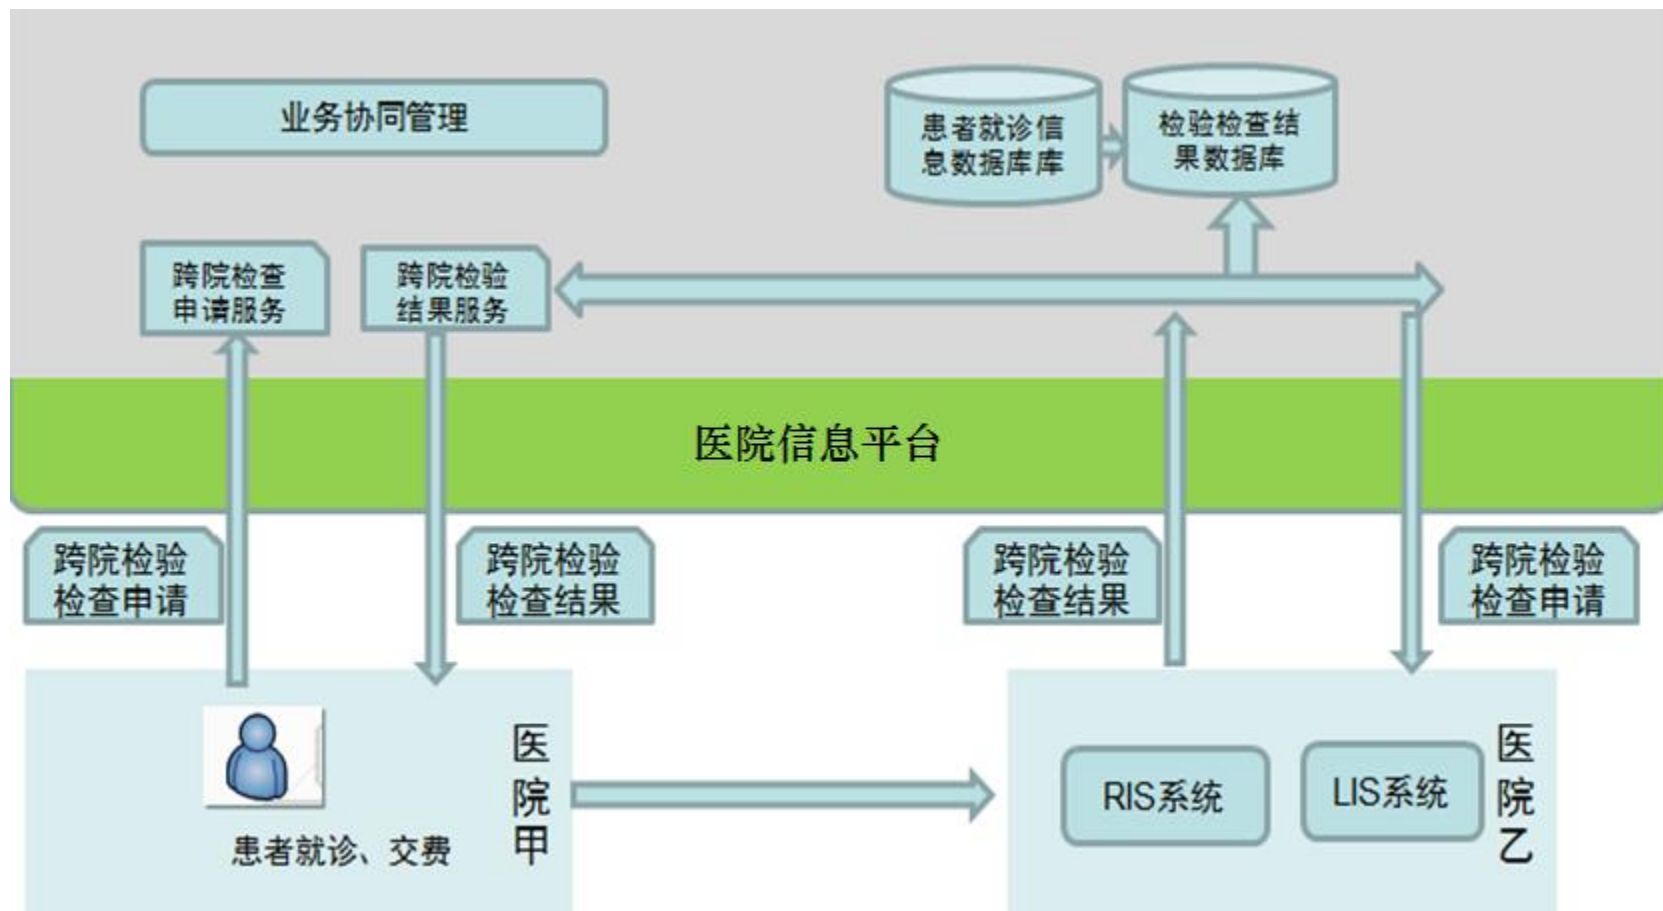 业务协同管理
患者就诊信
息数据库库
检验检查结
果数据库
跨院检查
申请服务
跨院检验
结果服务
医院信息平台
跨院检验
检查申请
跨院检验
检查结果
跨院检验
检查结果
跨院检验
检查申请
患者就诊、交费
医
院
甲
RIS系统
LIS系统
医
院
乙